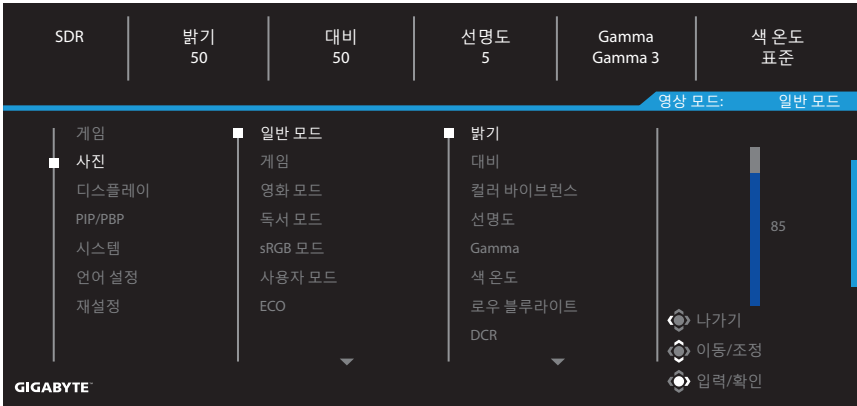 SDR
밝기
50
대비
50
선명도
5
Gamma
Gamma 3
색 온도
표준
영상 모드: 일반 모드
게임
사진
디스플레이
PIP/PBP
시스템
언어 설정
재설정
일반 모드
게임
영화 모드
독서 모드
sRGB 모드
사용자 모드
ECO
밝기
대비
컬러 바이브런스
선명도
Gamma
색 온도
로우 블루라이트
DCR
85
나가기
이동/조정
입력/확인
GIGABYTE™